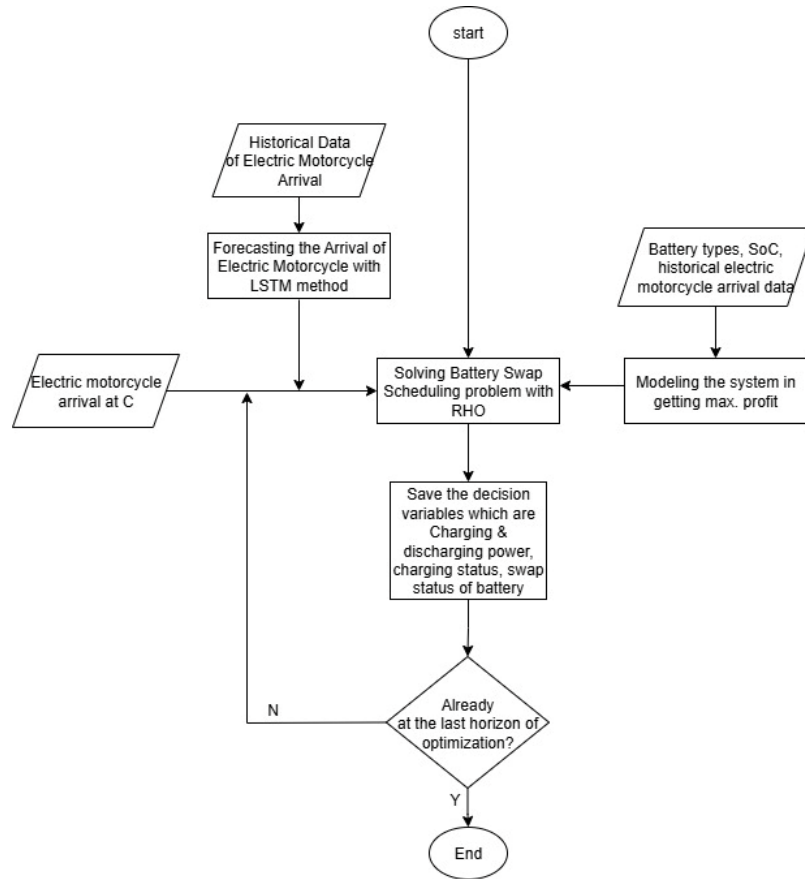 start
Historical Data
of Electric Motorcycle
Arrival
Forecasting the Arrival of
Electric Motorcycle with
LSTM method
Battery types, SoC,
historical electric
motorcycle arrival data
Electric motorcycle
arrival at C
Solving Battery Swap
Scheduling problem with
RHO
Modeling the system in
getting max. profit
Save the decision
variables which are
Charging &
discharging power,
charging status, swap
status of battery
Already
at the last horizon of
optimization?
N
Y
End